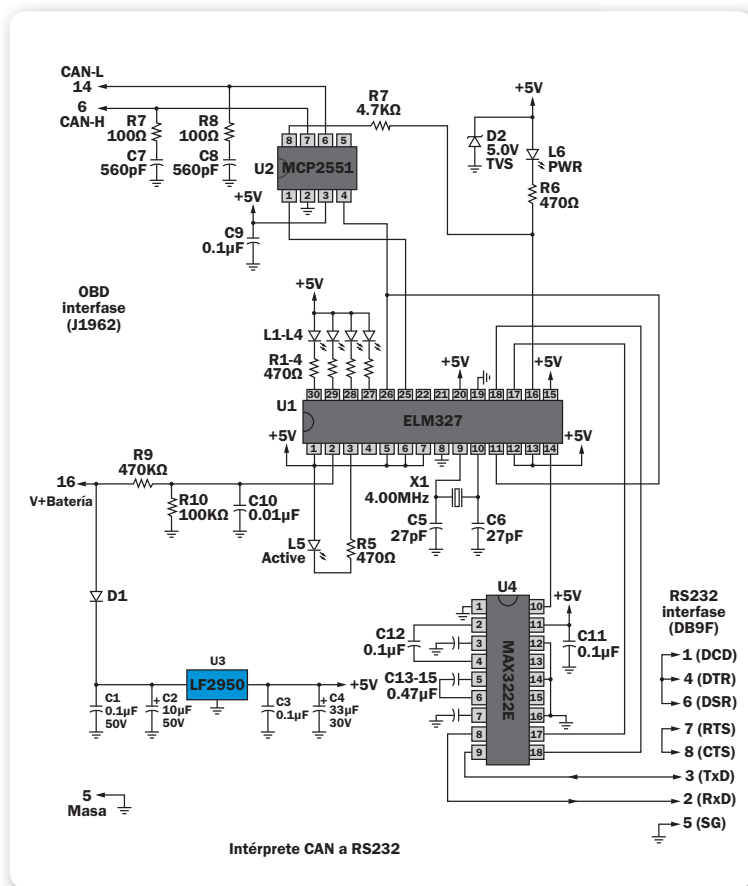 CAN-L
14
6
CAN-H
R7
100Ω
R8
100Ω
C7
560pF
C8
560pF
R7
4.7KΩ
8 7 6 5
U2
MCP2551
1 2 3 4
+5V
C9
0.1µF
+5V
D2
5.0V
TVS
L6
PWR
R6
470Ω
OBD
interfase
(J1962)
+5V
L1-L4
R1-4
470Ω
+5V
+5V
30 29 28 27 26 25 22 21 20 19 18 17 16 15
U1
ELM327
1 2 3 4 5 6 7 8 9 10 11 12 13 14
+5V
+5V
R9
470KΩ
16
V+Batería
R10
100KΩ
C10
0.01µF
L5
Active
R5
470Ω
X1
4.00MHz
C5
27pF
C6
27pF
D1
U4
MAX3222E
1 10
2 11
3 12
4 13
5 14
6 15
7 16
8 17
9 18
+5V
C11
0.1µF
C12
0.1µF
C13-15
0.47µF
RS232
interfase
(DB9F)
1 (DCD)
4 (DTR)
6 (DSR)
7 (RTS)
8 (CTS)
3 (TxD)
2 (RxD)
5 (SG)
U3
LF2950
+5V
C1
0.1µF
50V
+
C2
10µF
50V
C3
0.1µF
+
C4
33µF
30V
5
Masa
Intérprete CAN a RS232